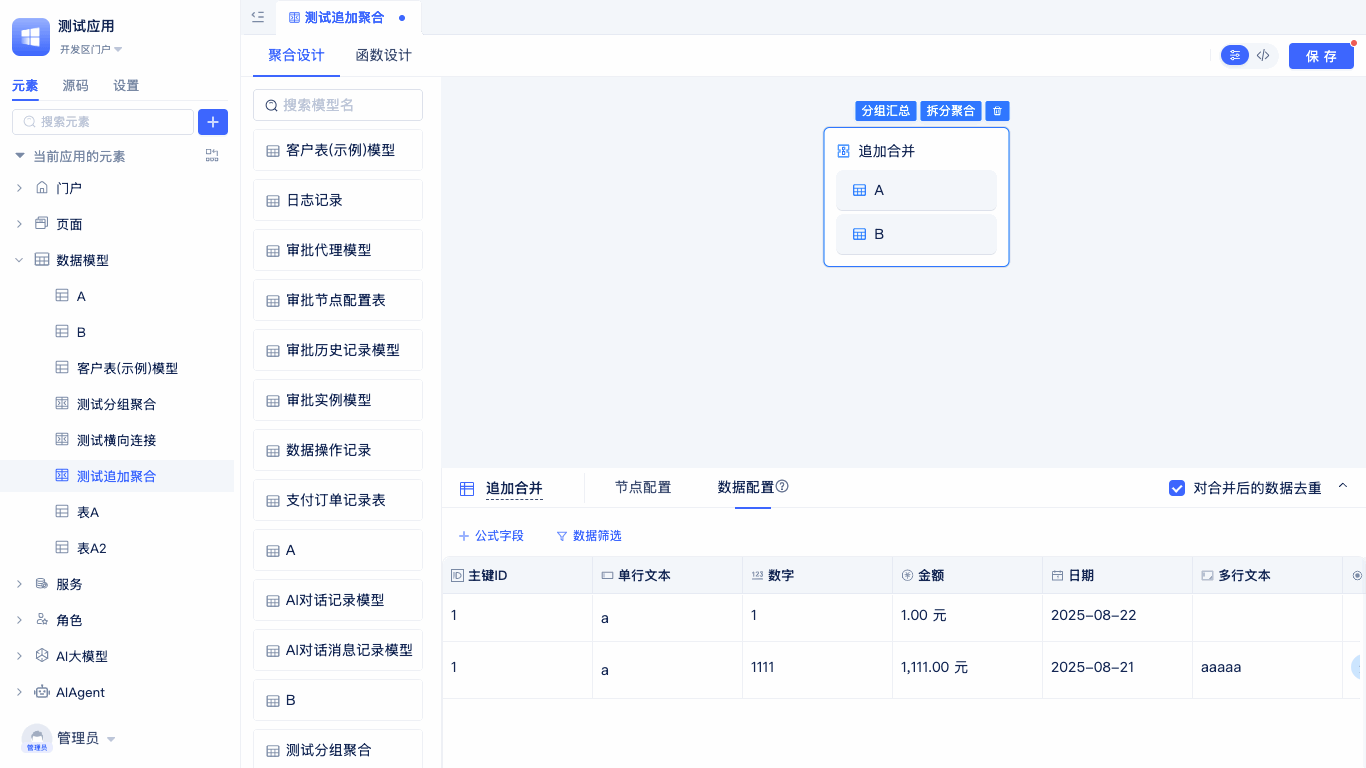 测试应用
开发区门户
元素 源码 设置
搜索元素
当前应用的元素
门户
页面
数据模型
A
B
客户表(示例)模型
测试分组聚合
测试横向连接
测试追加聚合
表A
表A2
服务
角色
AI大模型
AIAgent
管理员
管理员
测试追加聚合
聚合设计 函数设计
保 存
搜索模型名
客户表(示例)模型
日志记录
审批代理模型
审批节点配置表
审批历史记录模型
审批实例模型
数据操作记录
支付订单记录表
A
AI对话记录模型
AI对话消息记录模型
B
测试分组聚合
分组汇总 拆分聚合
追加合并
A
B
追加合并 节点配置 数据配置 对合并后的数据去重
公式字段 数据筛选
主键ID 单行文本 数字 金额 日期 多行文本
1 a 1 1.00 元 2025-08-22
1 a 1111 1,111.00 元 2025-08-21 aaaaa